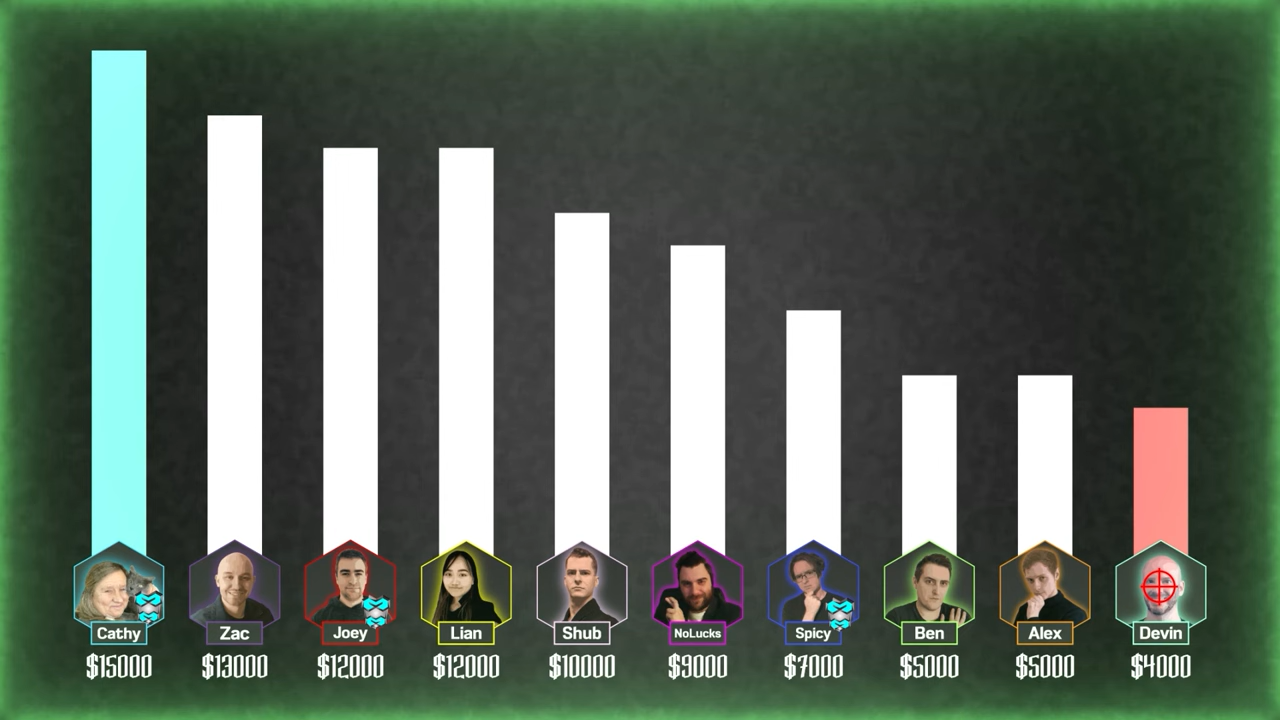 Cathy Zac Joey Lian Shub NoLucks Spicy Ben Alex Devin
$15000 $13000 $12000 $12000 $10000 $9000 $7000 $5000 $5000 $4000